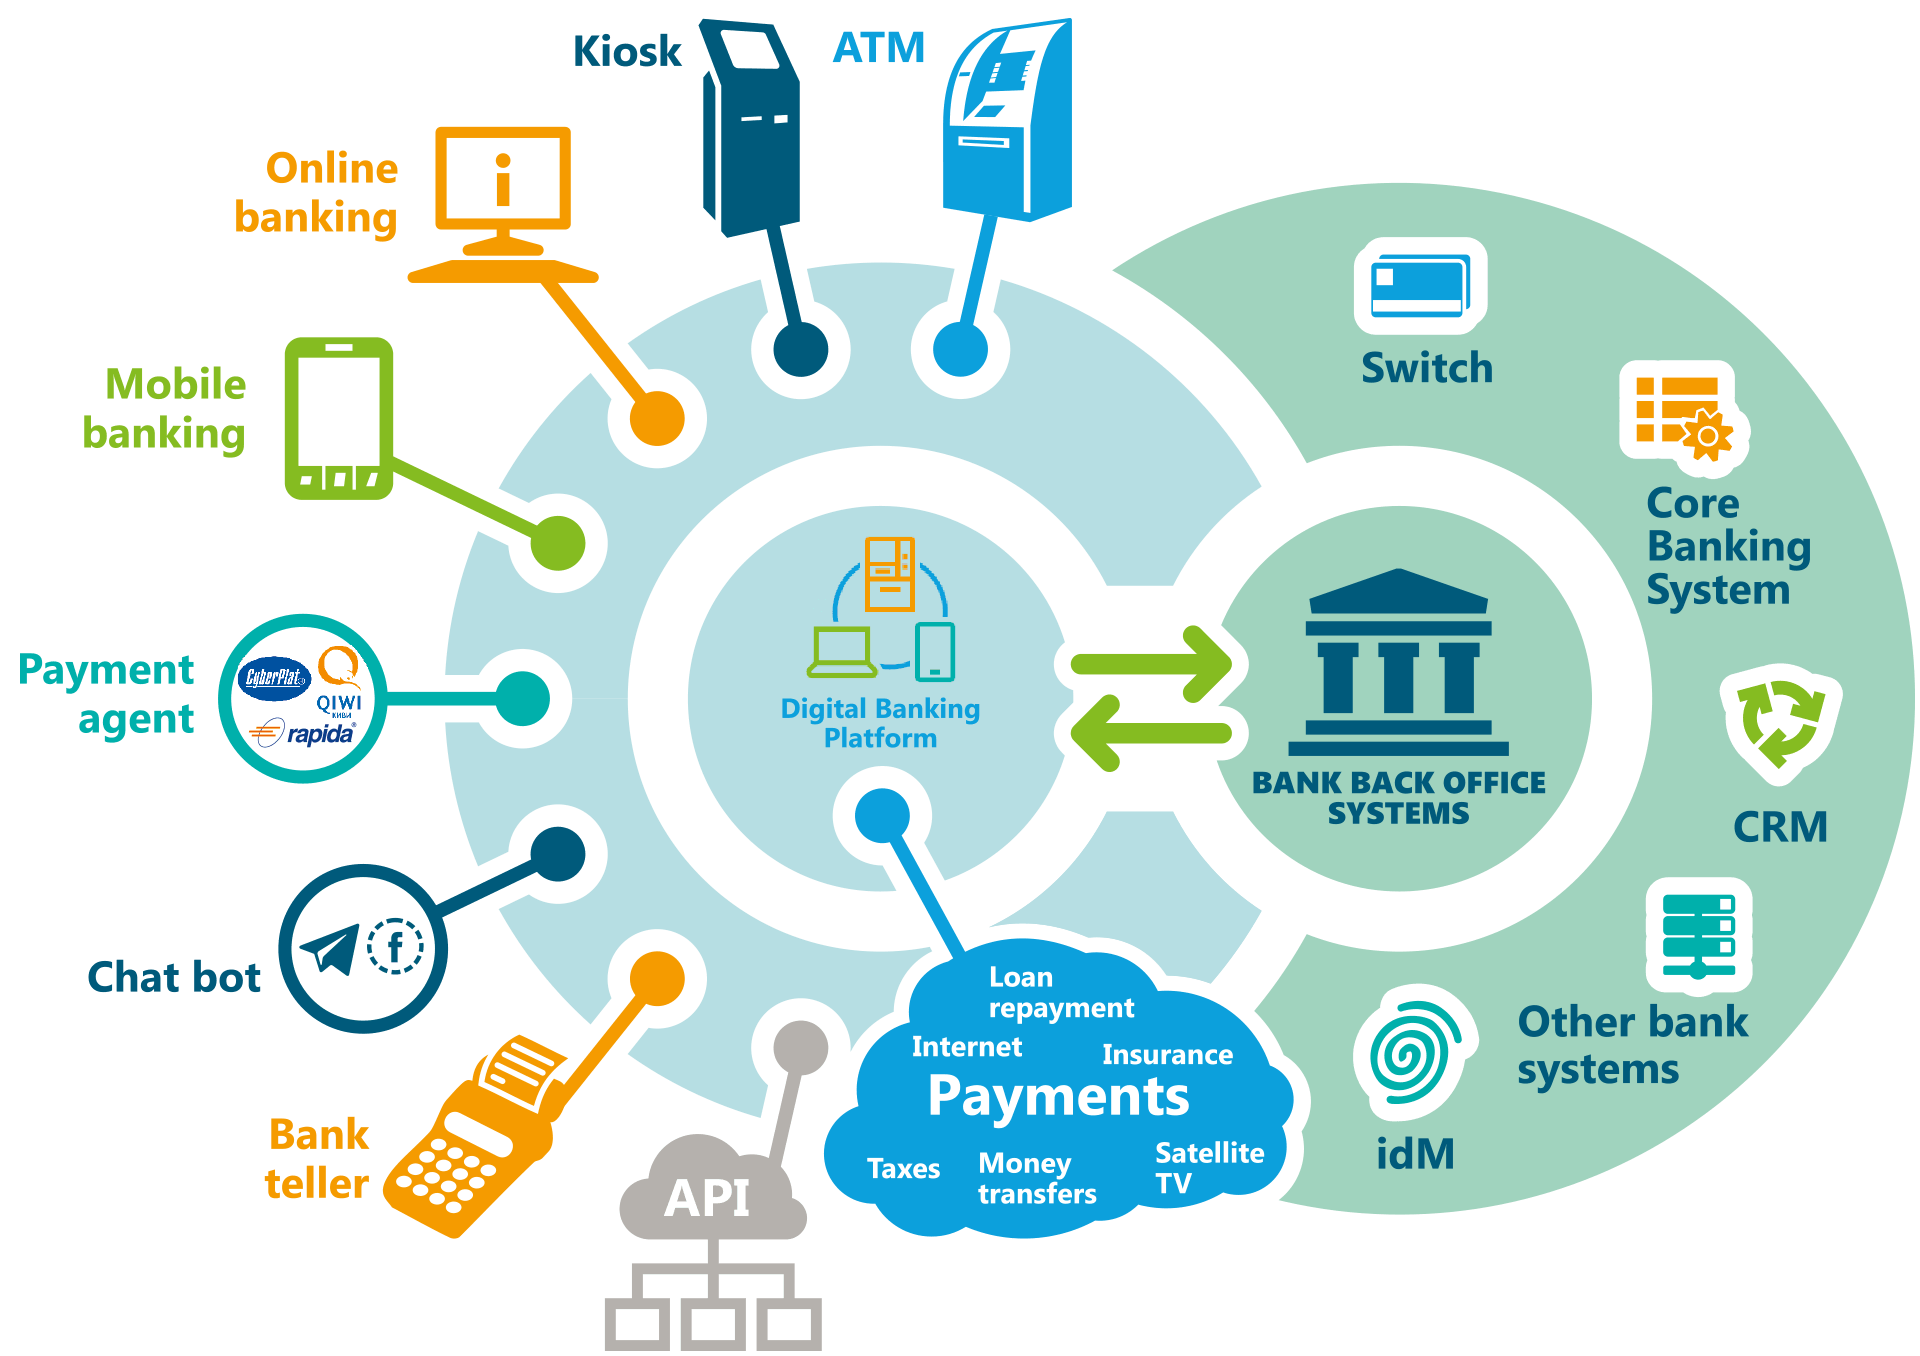 Kiosk
ATM
Online
banking
Mobile
banking
Payment
agent
CyberPlat
QIWI
КИВИ
rapida®
Chat bot
f
Bank
teller
API
i
Digital Banking
Platform
BANK BACK OFFICE
SYSTEMS
Switch
Core
Banking
System
CRM
Other bank
systems
idM
Loan
repayment
Internet
Insurance
Payments
Taxes
Money
transfers
Satellite
TV